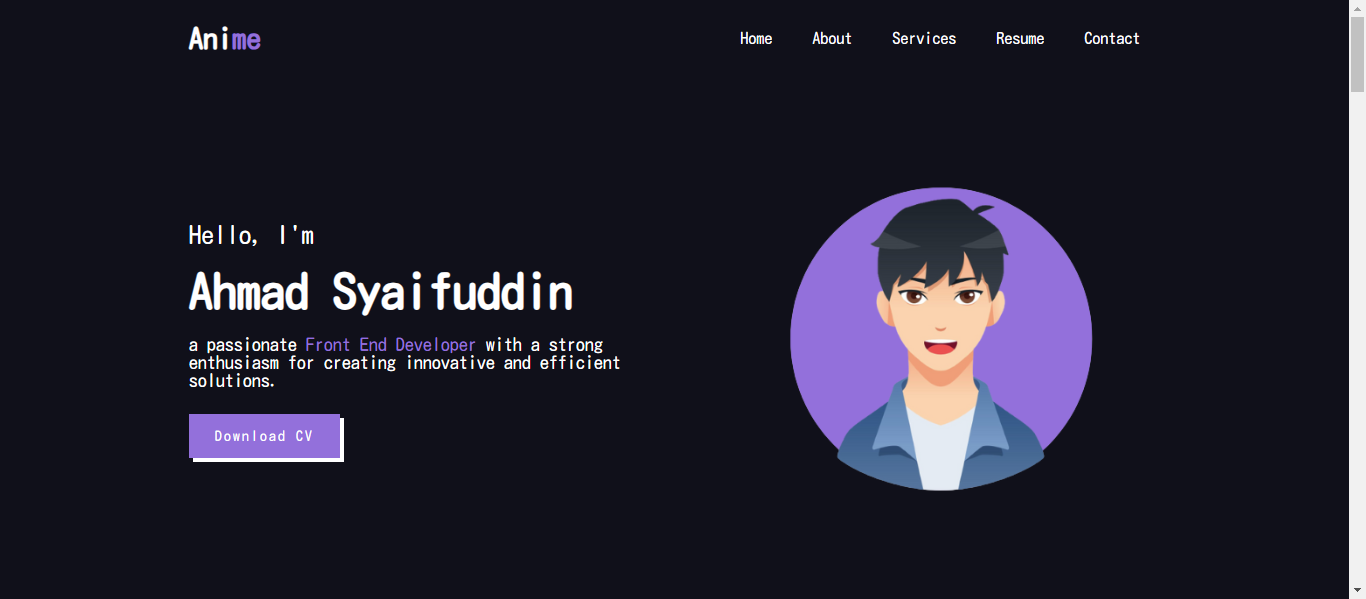 Anime
Home About Services Resume Contact
Hello, I'm
Ahmad Syaifuddin
a passionate Front End Developer with a strong
enthusiasm for creating innovative and efficient
solutions.
Download CV